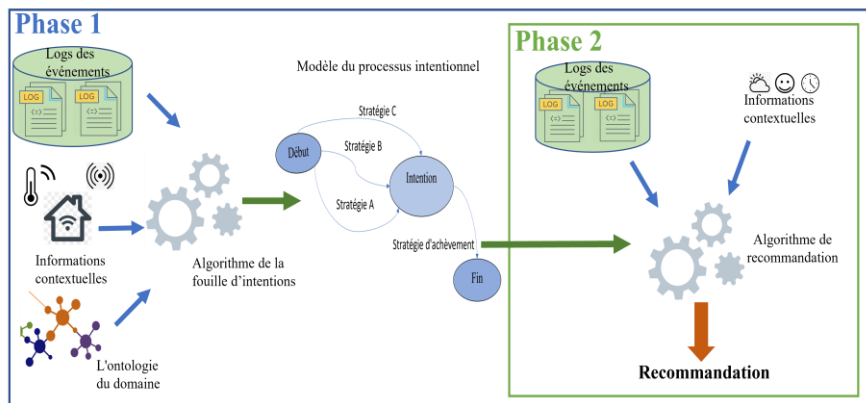 Phase 1
Logs des
événements
LOG
LOG
Informations
contextuelles
L'ontologie
du domaine
Algorithme de la
fouille d'intentions
Modèle du processus intentionnel
Stratégie C
Début
Stratégie B
Intention
Stratégie A
Stratégie d'achèvement
Fin
Phase 2
Logs des
événements
LOG
LOG
Informations
contextuelles
Algorithme de
recommandation
Recommandation